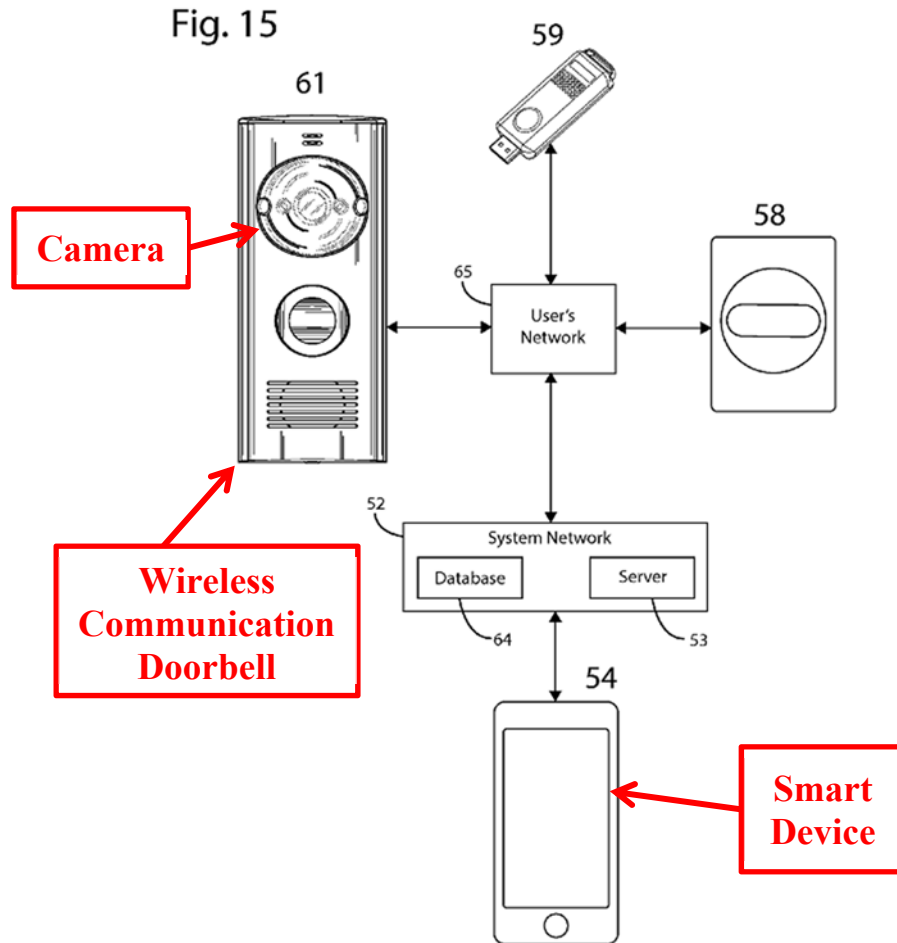 Fig. 15
59
61
Camera
58
65
User's
Network
52
System Network
Database
Server
64
53
Wireless
Communication
Doorbell
54
Smart
Device